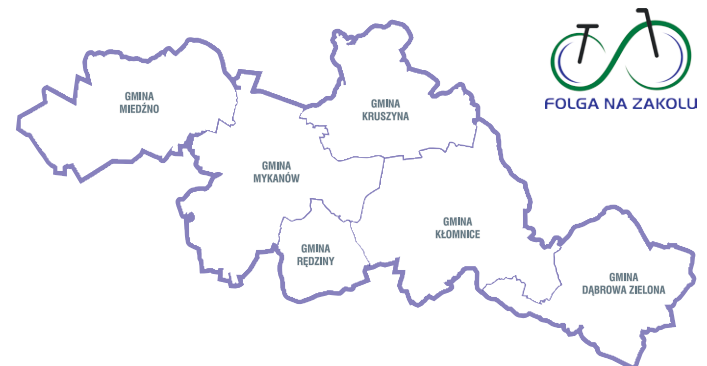 FOLGA NA ZAKOLU
GMINA
MIEDŹNO
GMINA
KRUSZYNA
GMINA
MYKANÓW
GMINA
KŁOMNICE
GMINA
RĘDZINY
GMINA
DĄBROWA ZIELONA